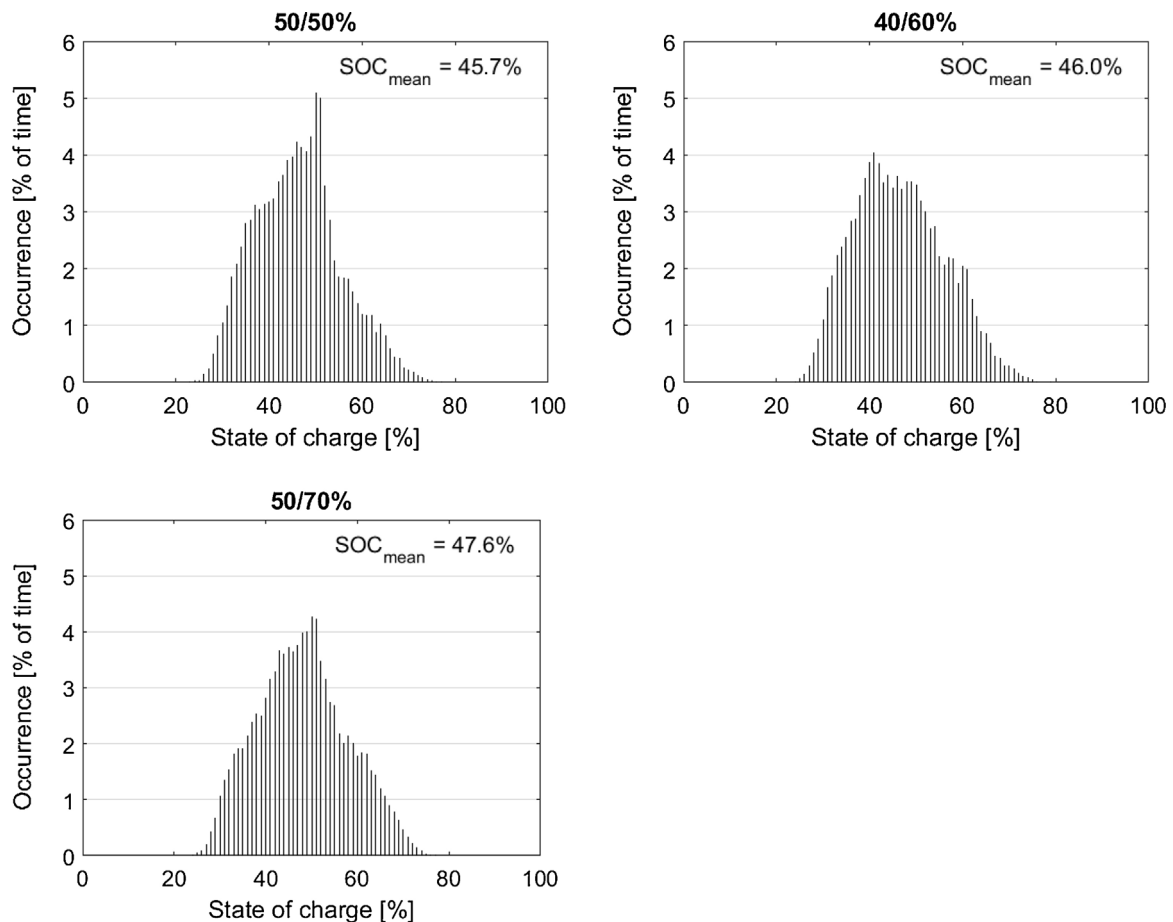 50/50%
SOC_mean = 45.7%
Occurrence [% of time]
6
5
4
3
2
1
0
0 20 40 60 80 100
State of charge [%]
40/60%
SOC_mean = 46.0%
Occurrence [% of time]
6
5
4
3
2
1
0
0 20 40 60 80 100
State of charge [%]
50/70%
SOC_mean = 47.6%
Occurrence [% of time]
6
5
4
3
2
1
0
0 20 40 60 80 100
State of charge [%]